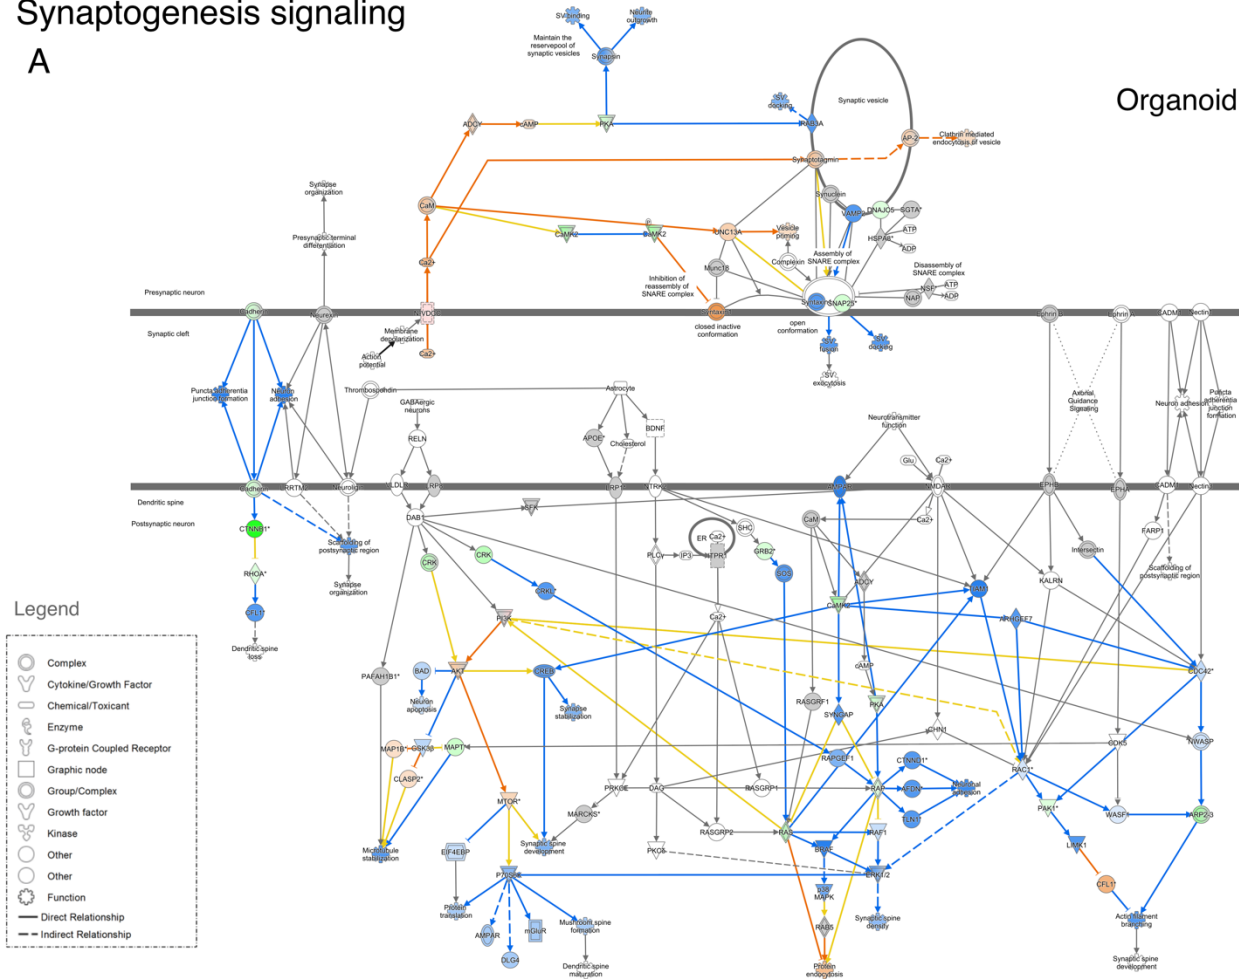 Synaptogenesis signaling
A
Organoid
SV binding
Neurite
outgrowth
Maintain the
reservepool of
synaptic vesicles
Synapsin
SV
docking
Synaptic vesicle
ADCY
cAMP
PKA
RAB3A
AP-2
Clathrin mediated
endocytosis of vesicle
Synaptotagmin
Synapse
organization
Synuclein
CaM
VAMP2
DNAJC5
SGTA*
CaMK2
CaMK2
UNC13A
Vesicle
priming
ATP
HSPA8*
ADP
Presynaptic terminal
differentiation
Ca2+
Munc18
Complexin
Assembly of
SNARE complex
Disassembly of
SNARE complex
Inhibition of
reassembly of
SNARE complex
NSF*
ATP
ADP
NAP
Presynaptic neuron
SNAP25*
Neurexin
Ephrin
Ephrin
Nectin
Synaptic cleft
Membrane
depolarization
closed inactive
conformation
open
conformation
Action
potential
Ca2+
SV
fusion
SV
docking
SV
exocytosis
Puncta adherentia
junction formation
Neuron
adhesion
Thrombospondin
Astrocyte
GABAergic
neurons
Axonal
Guidance
Signaling
Neuron adhesion
Puncta
adherentia
junction
formation
RELN
APOE*
Cholesterol
BDNF
Neurotransmitter
function
Glu
Ca2+
Cadherin
LRRTM
Neuroligin
VLDLR
LRP1
NTRK
AMPAR
NMDAR
EPHB
EPHA
CADM1
Nectin
Dendritic spine
Postsynaptic neuron
CTNNB1*
DAB1
SFK
SHC
ER
Ca2+
CaM
Ca2+
FARP1
Scaffolding of
postsynaptic region
CRK
CRK
PLCγ
IP3
ITPR1
GRB2*
SOS
Intersectin
Scaffolding of
postsynaptic region
RHOA*
Synapse
organization
CRKL*
ADCY
TIAM1
KALRN
CFL1*
CaMK2
Legend
PI3K
Ca2+
ARHGEF7
Dendritic spine
loss
PAFAH1B1*
BAD
AKT
CREB
cAMP
CDC42*
Neuron
apoptosis
Synapse
stabilization
RASGRF1
PKA
SYNGAP
CHN1
MAP1B*
GSK3β
MAPT*
CDK5
NWASP
CLASP2*
RAPGEF1
CTNND1*
RAC1*
PRKCE
DAG
RASGRP1
RAP
AFDN*
Neuronal
adhesion
MTOR*
MARCKS*
TLN1*
PAK1*
WASF1
ARP2-3
RASGRP2
RAS
RAF1
Microtubule
stabilization
EIF4EBP
Synaptic spine
development
PKCδ
BRAF
LIMK1
P70S6K
ERK1/2
CFL1*
p38
MAPK
Protein
translation
AMPAR
mGluR
Mushroom spine
formation
RAB5
Synaptic spine
density
Actin filament
branching
DLG4
Dendritic spine
maturation
Protein
endocytosis
Synaptic spine
development
Complex
Cytokine/Growth Factor
Chemical/Toxicant
Enzyme
G-protein Coupled Receptor
Graphic node
Group/Complex
Growth factor
Kinase
Other
Other
Function
Direct Relationship
Indirect Relationship